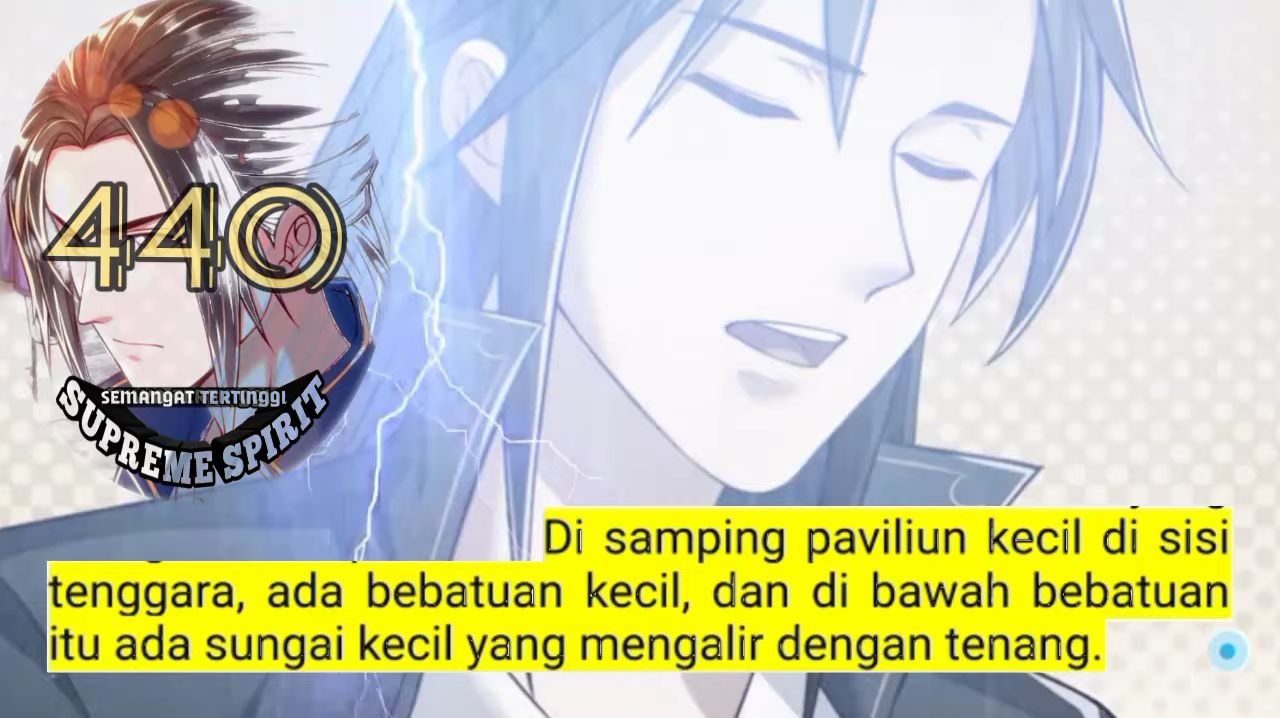 440
SEMANGAT TERTINGGI
SUPREME SPIRIT
Di samping paviliun kecil di sisi
tenggara, ada bebatuan kecil, dan di bawah bebatuan
itu ada sungai kecil yang mengalir dengan tenang.